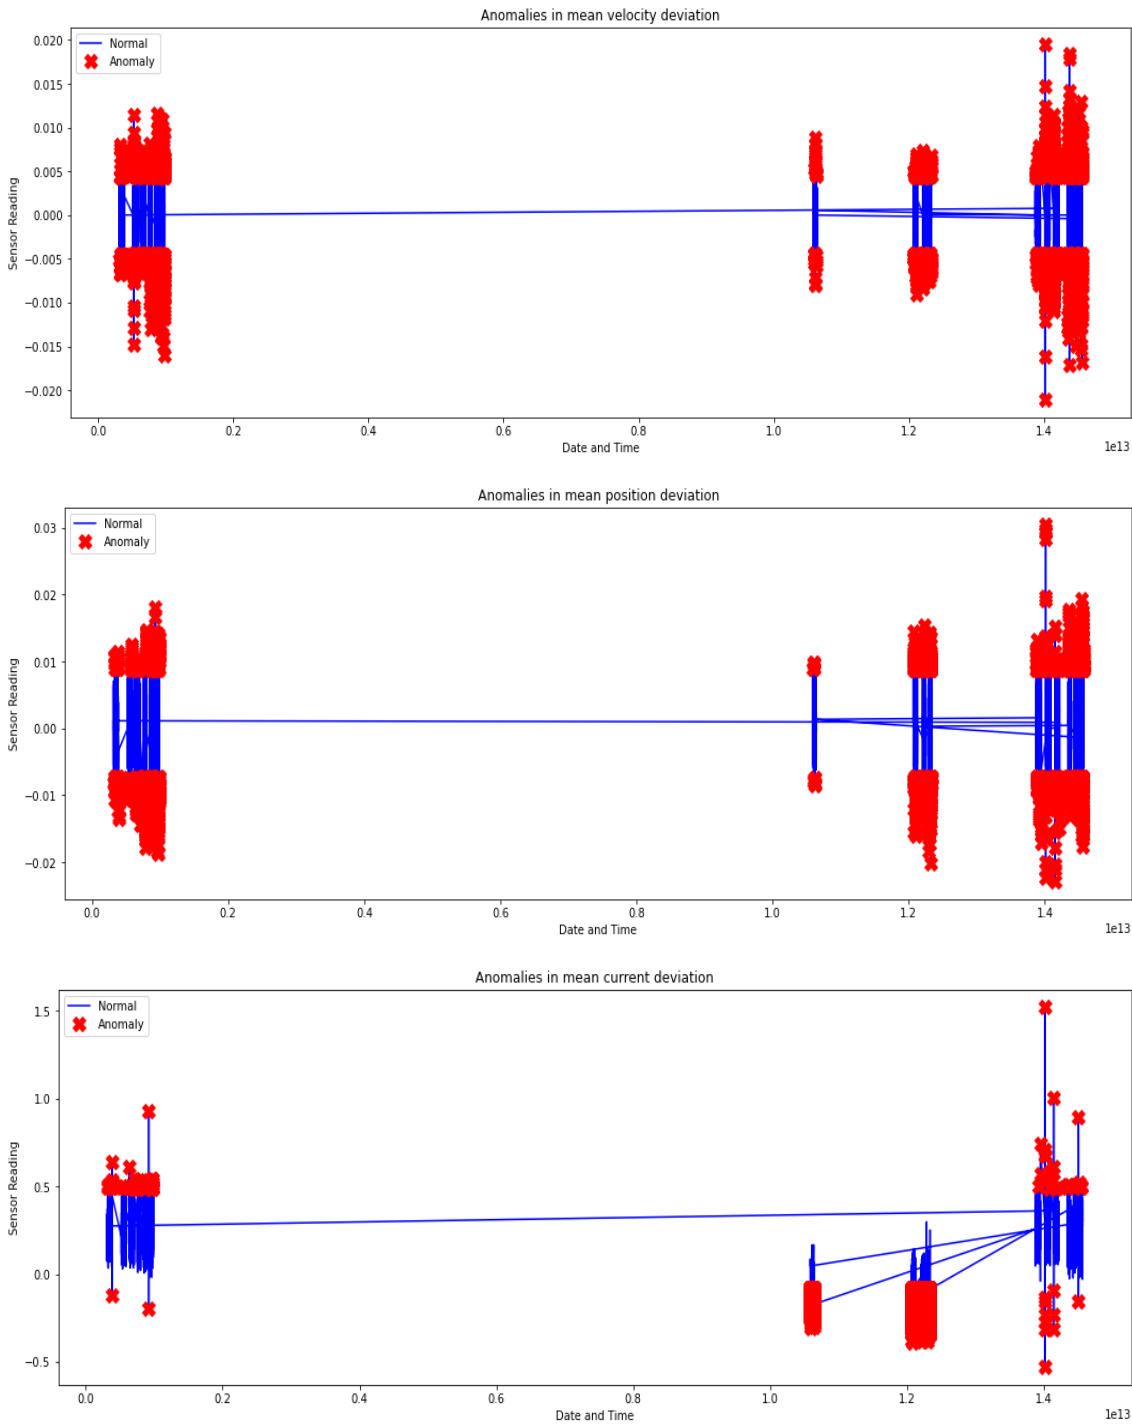 Anomalies in mean velocity deviation
Normal
Anomaly
0.020
0.015
0.010
0.005
0.000
−0.005
−0.010
−0.015
−0.020
Sensor Reading
0.0 0.2 0.4 0.6 0.8 1.0 1.2 1.4
1e13
Date and Time
Anomalies in mean position deviation
Normal
Anomaly
0.03
0.02
0.01
0.00
−0.01
−0.02
Sensor Reading
0.0 0.2 0.4 0.6 0.8 1.0 1.2 1.4
1e13
Date and Time
Anomalies in mean current deviation
Normal
Anomaly
1.5
1.0
0.5
0.0
−0.5
Sensor Reading
0.0 0.2 0.4 0.6 0.8 1.0 1.2 1.4
1e13
Date and Time